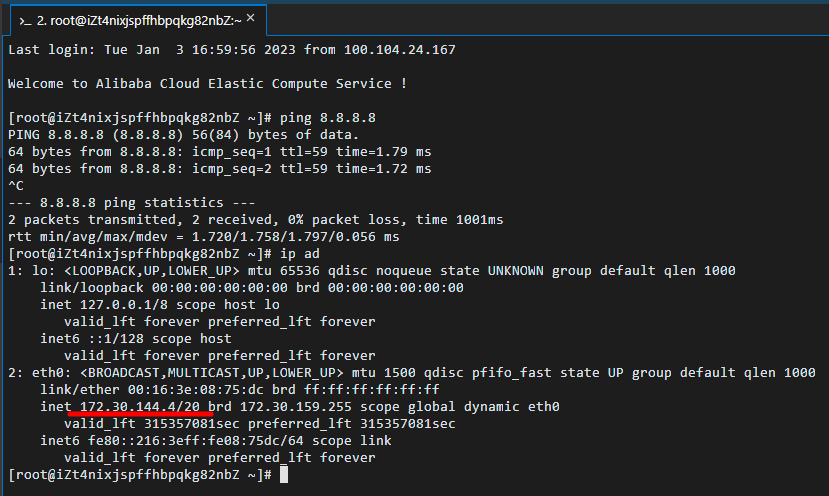 2. root@iZt4nixjspffhbpqkg82nbZ:~ ×
Last login: Tue Jan  3 16:59:56 2023 from 100.104.24.167
Welcome to Alibaba Cloud Elastic Compute Service !
[root@iZt4nixjspffhbpqkg82nbZ ~]# ping 8.8.8.8
PING 8.8.8.8 (8.8.8.8) 56(84) bytes of data.
64 bytes from 8.8.8.8: icmp_seq=1 ttl=59 time=1.79 ms
64 bytes from 8.8.8.8: icmp_seq=2 ttl=59 time=1.72 ms
^C
--- 8.8.8.8 ping statistics ---
2 packets transmitted, 2 received, 0% packet loss, time 1001ms
rtt min/avg/max/mdev = 1.720/1.758/1.797/0.056 ms
[root@iZt4nixjspffhbpqkg82nbZ ~]# ip ad
1: lo: <LOOPBACK,UP,LOWER_UP> mtu 65536 qdisc noqueue state UNKNOWN group default qlen 1000
    link/loopback 00:00:00:00:00:00 brd 00:00:00:00:00:00
    inet 127.0.0.1/8 scope host lo
       valid_lft forever preferred_lft forever
    inet6 ::1/128 scope host
       valid_lft forever preferred_lft forever
2: eth0: <BROADCAST,MULTICAST,UP,LOWER_UP> mtu 1500 qdisc pfifo_fast state UP group default qlen 1000
    link/ether 00:16:3e:08:75:dc brd ff:ff:ff:ff:ff:ff
    inet 172.30.144.4/20 brd 172.30.159.255 scope global dynamic eth0
       valid_lft 315357081sec preferred_lft 315357081sec
    inet6 fe80::216:3eff:fe08:75dc/64 scope link
       valid_lft forever preferred_lft forever
[root@iZt4nixjspffhbpqkg82nbZ ~]#